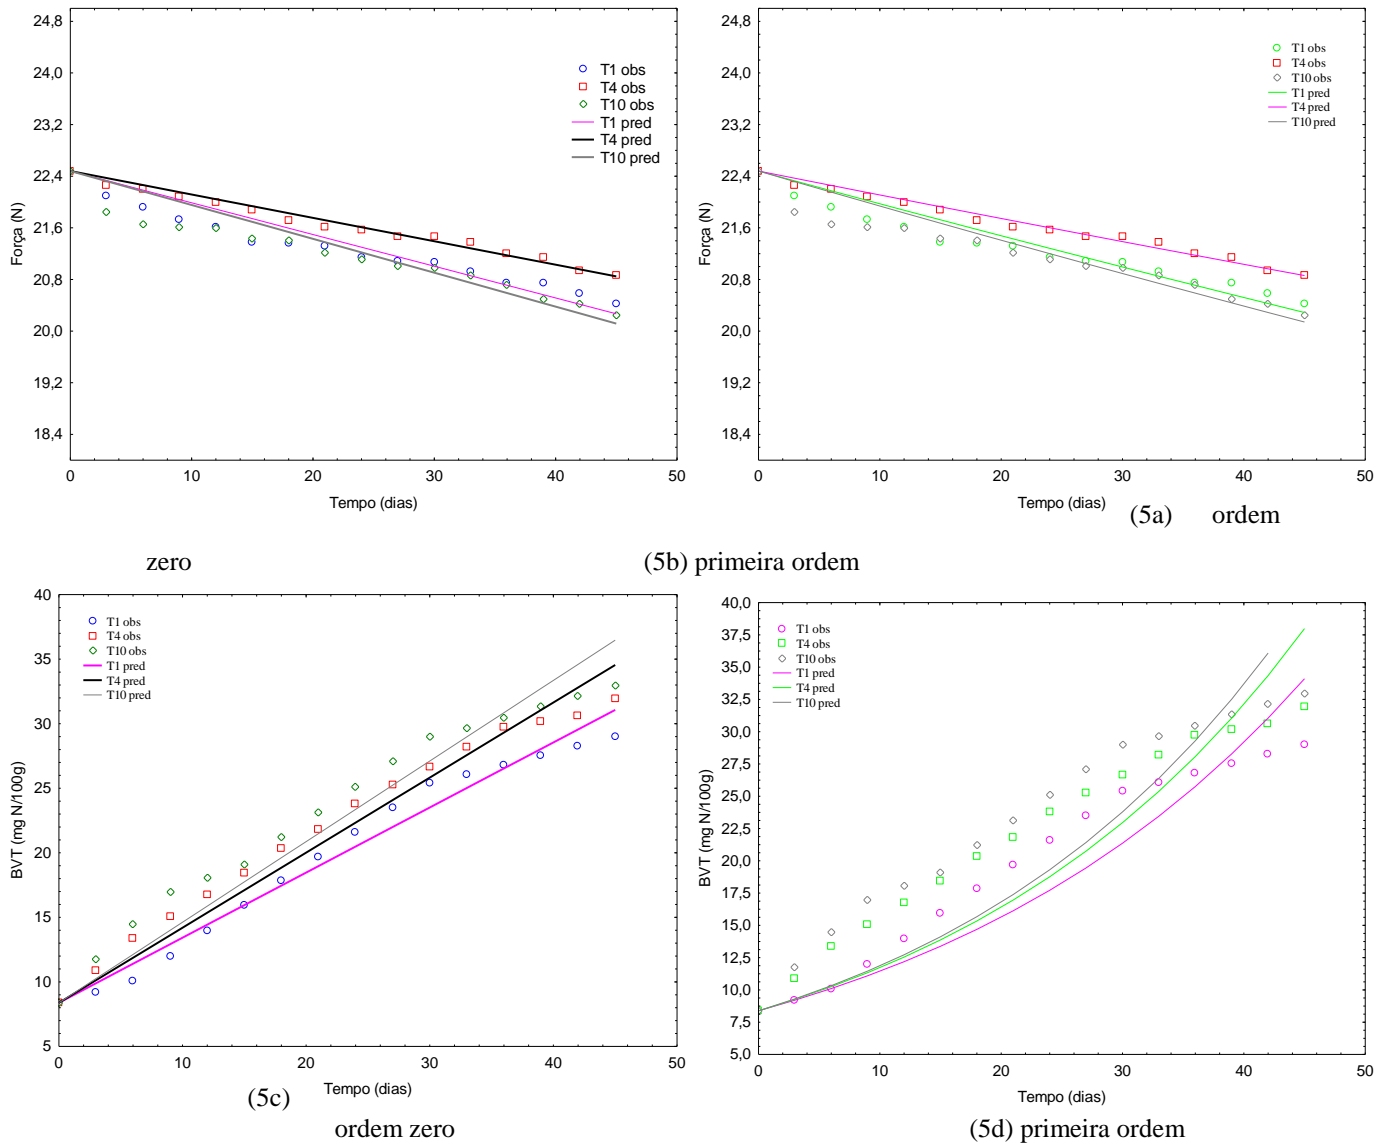 24,8
24,0
23,2
22,4
21,6
20,8
20,0
19,2
18,4
Força (N)
0 10 20 30 40 50
Tempo (dias)
T1 obs
T4 obs
T10 obs
T1 pred
T4 pred
T10 pred
24,8
24,0
23,2
22,4
21,6
20,8
20,0
19,2
18,4
Força (N)
0 10 20 30 40 50
Tempo (dias)
T1 obs
T4 obs
T10 obs
T1 pred
T4 pred
T10 pred
(5a) ordem
zero (5b) primeira ordem
40
35
30
25
20
15
10
5
BVT (mg N/100g)
0 10 20 30 40 50
Tempo (dias)
T1 obs
T4 obs
T10 obs
T1 pred
T4 pred
T10 pred
40,0
37,5
35,0
32,5
30,0
27,5
25,0
22,5
20,0
17,5
15,0
12,5
10,0
7,5
5,0
BVT (mg N/100g)
0 10 20 30 40 50
Tempo (dias)
T1 obs
T4 obs
T10 obs
T1 pred
T4 pred
T10 pred
(5c)
ordem zero (5d) primeira ordem